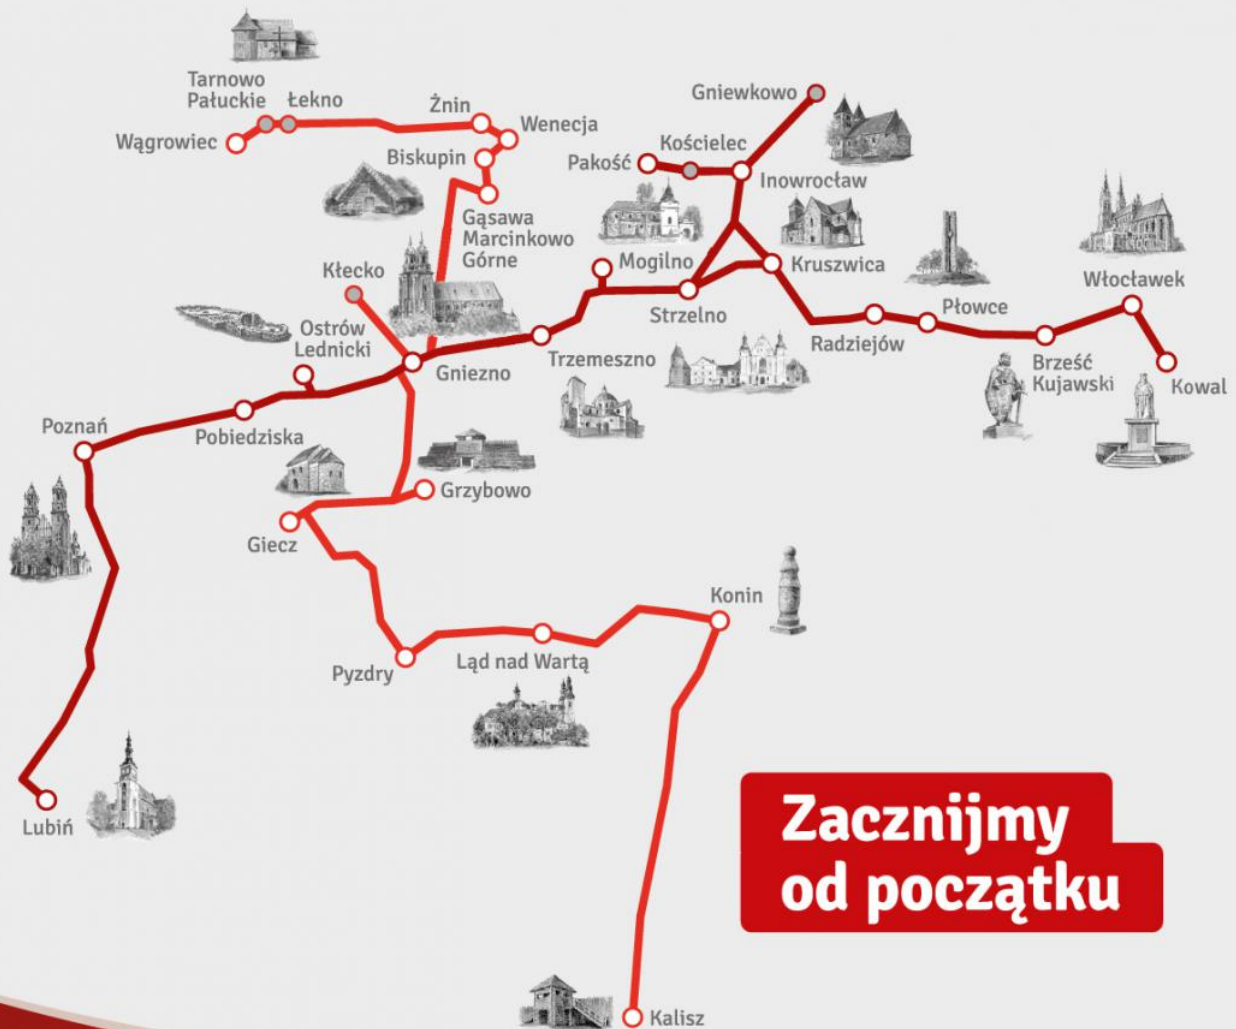 Tarnowo
Pałuckie
Łekno
Żnin
Gniewkowo
Wągrowiec
Wenecja
Kościelec
Biskupin
Pakość
Inowrocław
Gąsawa
Marcinkowo
Górne
Kłecko
Mogilno
Kruszwica
Włocławek
Ostrów
Lednicki
Strzelno
Płowce
Gniezno
Trzemeszno
Radziejów
Brześć
Kujawski
Kowal
Poznań
Pobiedziska
Grzybowo
Giecz
Konin
Pyzdry
Ląd nad Wartą
Lubiń
Zacznijmy
od początku
Kalisz